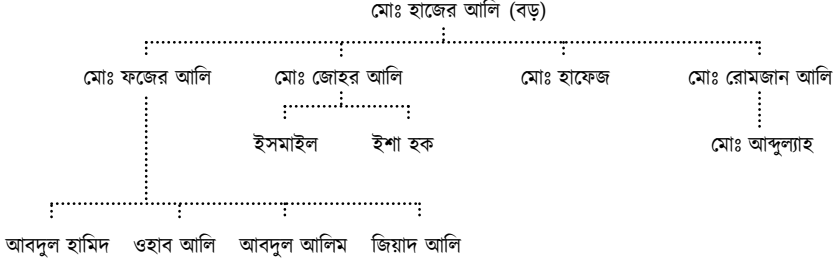 মোঃ হাজের আলি (বড়)
মোঃ ফজের আলি মোঃ জোহর আলি মোঃ হাফেজ মোঃ রোমজান আলি
ইসমাইল ইশা হক মোঃ আব্দুল্যাহ
আবদুল হামিদ ওহাব আলি আবদুল আলিম জিয়াদ আলি